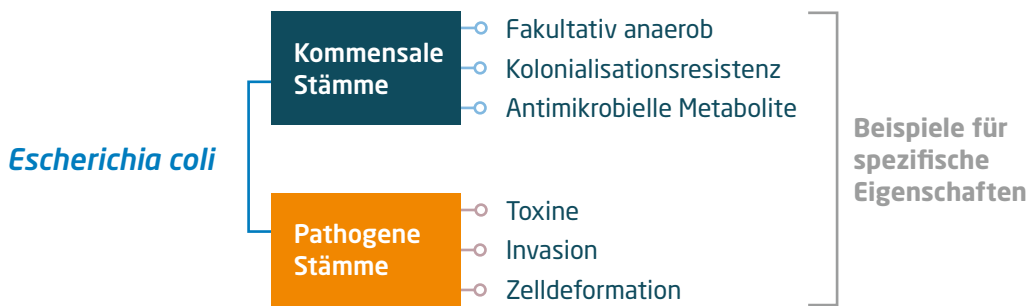 Escherichia coli
Kommensale
Stämme
Fakultativ anaerob
Kolonialisationsresistenz
Antimikrobielle Metabolite
Pathogene
Stämme
Toxine
Invasion
Zelldeformation
Beispiele für
spezifische
Eigenschaften